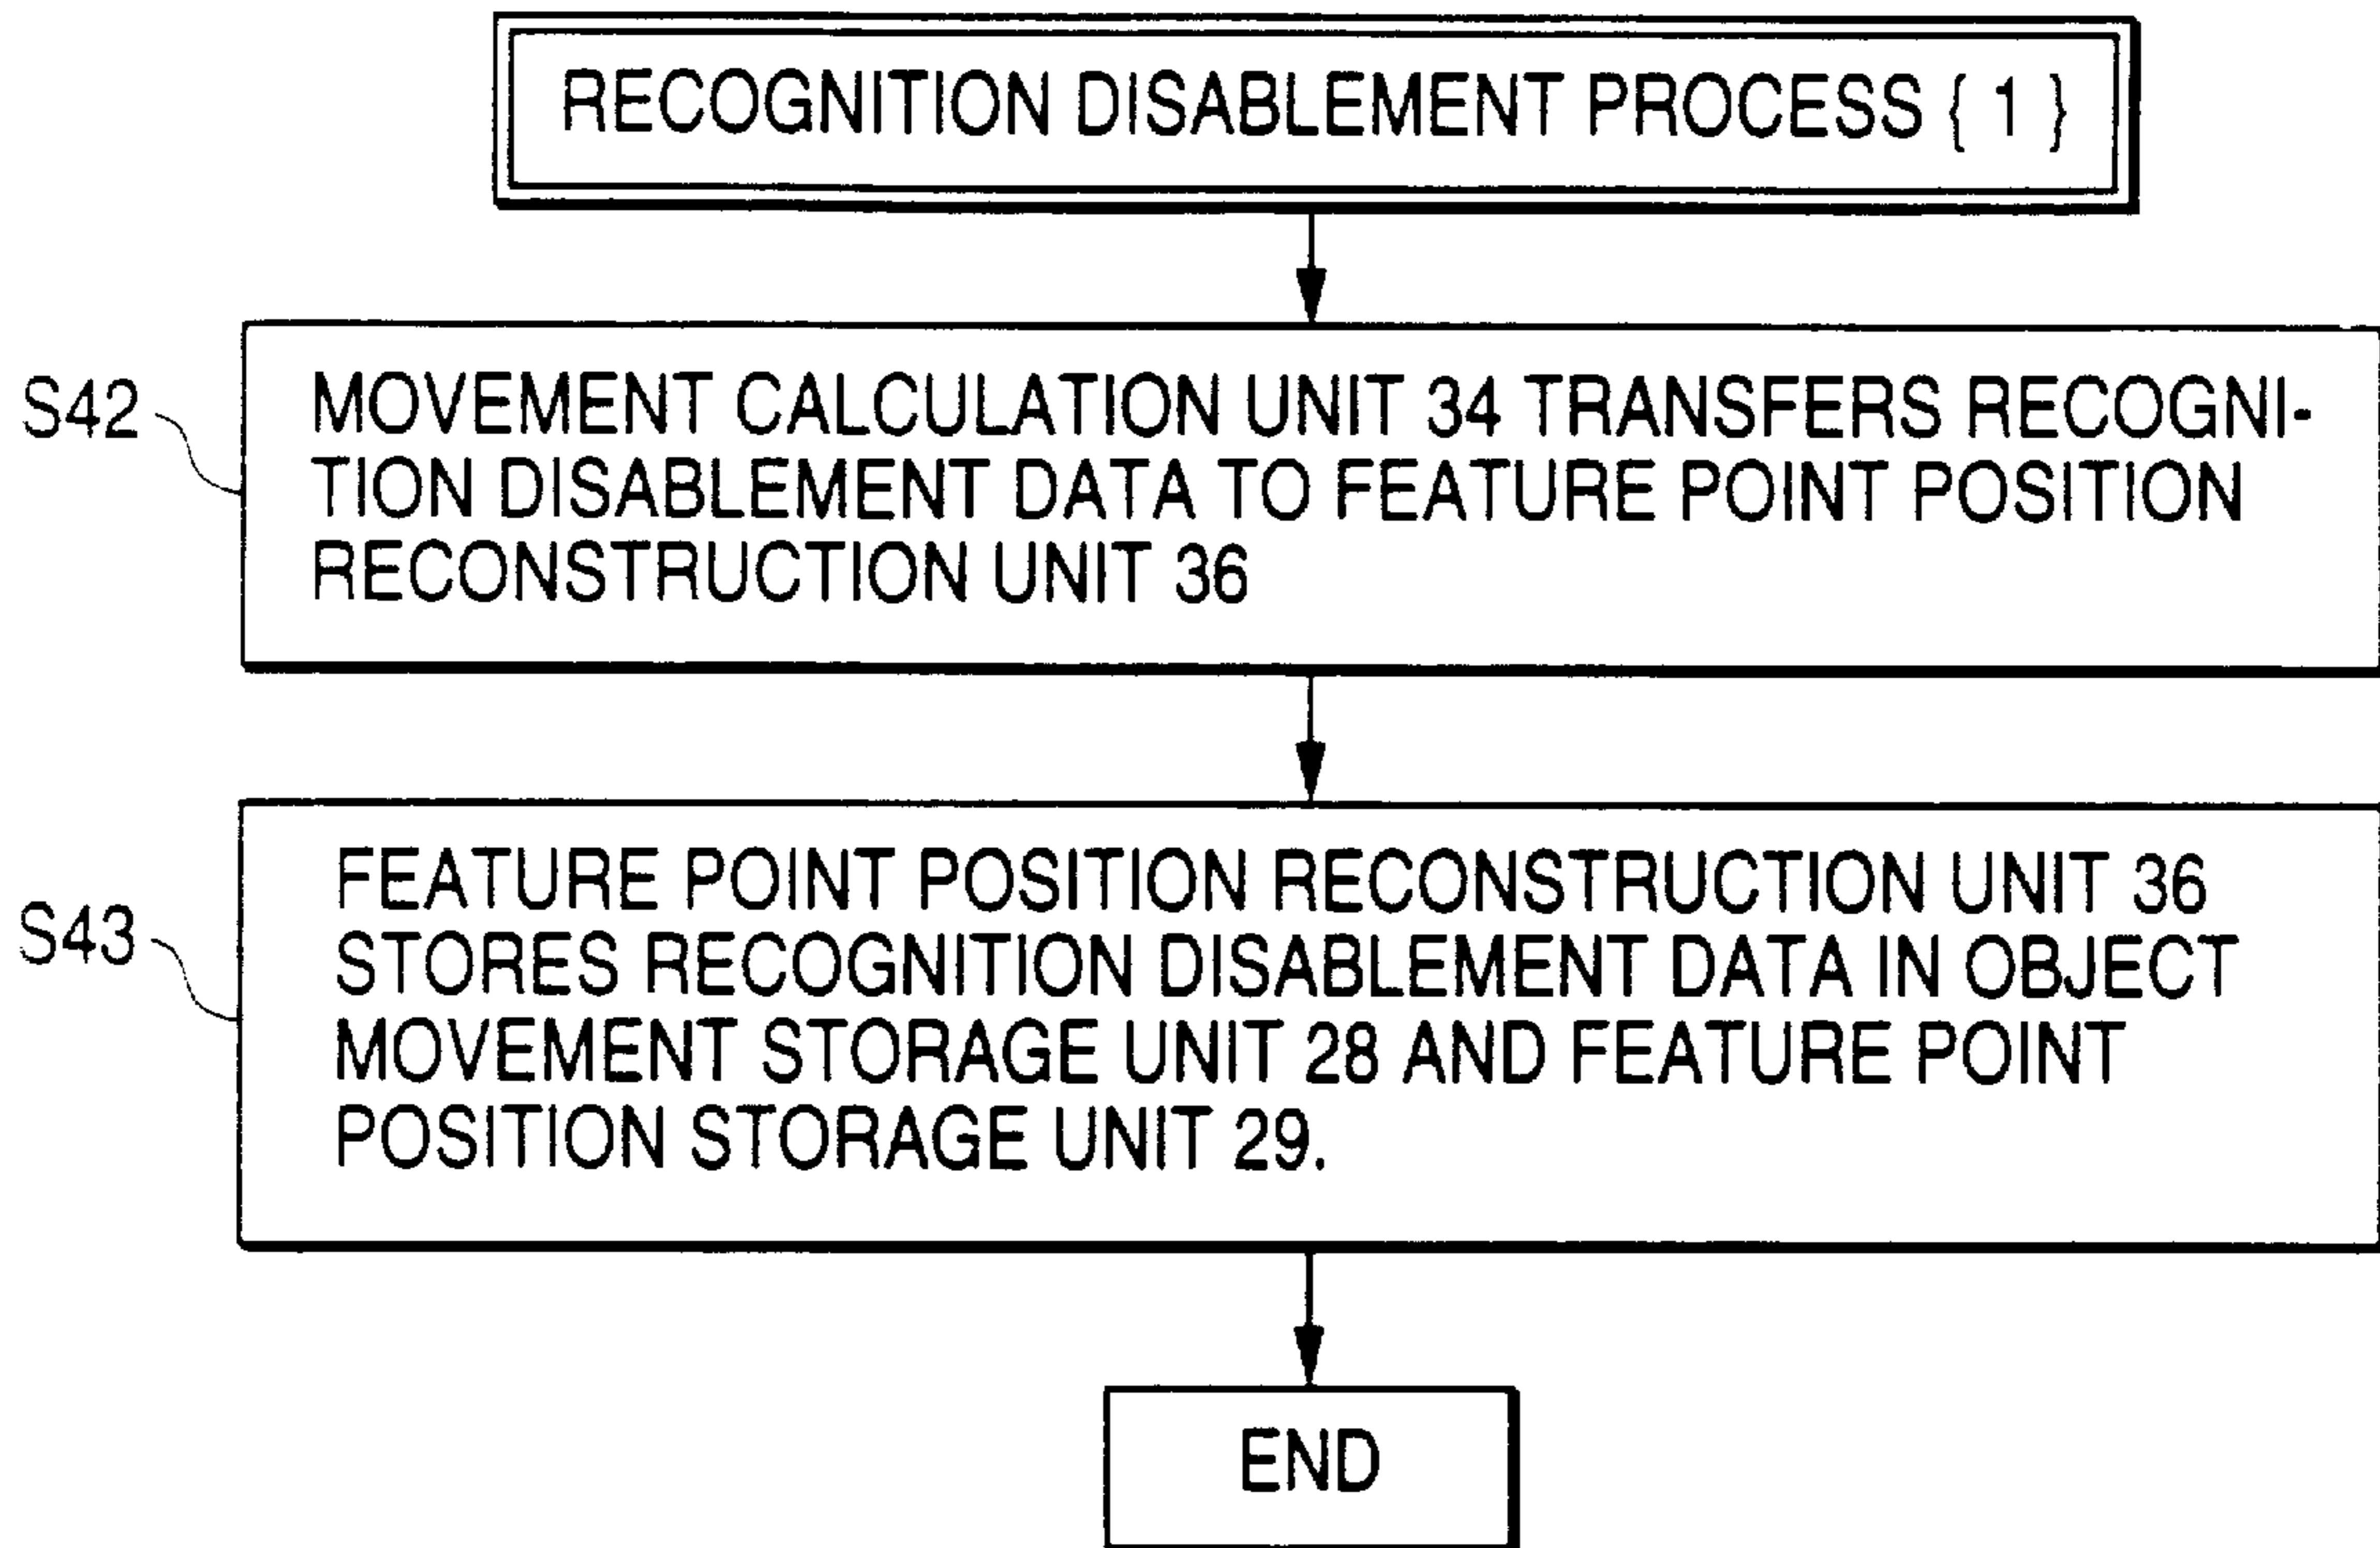 RECOGNITION DISABLEMENT PROCESS { 1 }
S42
MOVEMENT CALCULATION UNIT 34 TRANSFERS RECOGNI-
TION DISABLEMENT DATA TO FEATURE POINT POSITION
RECONSTRUCTION UNIT 36
S43
FEATURE POINT POSITION RECONSTRUCTION UNIT 36
STORES RECOGNITION DISABLEMENT DATA IN OBJECT
MOVEMENT STORAGE UNIT 28 AND FEATURE POINT
POSITION STORAGE UNIT 29.
END